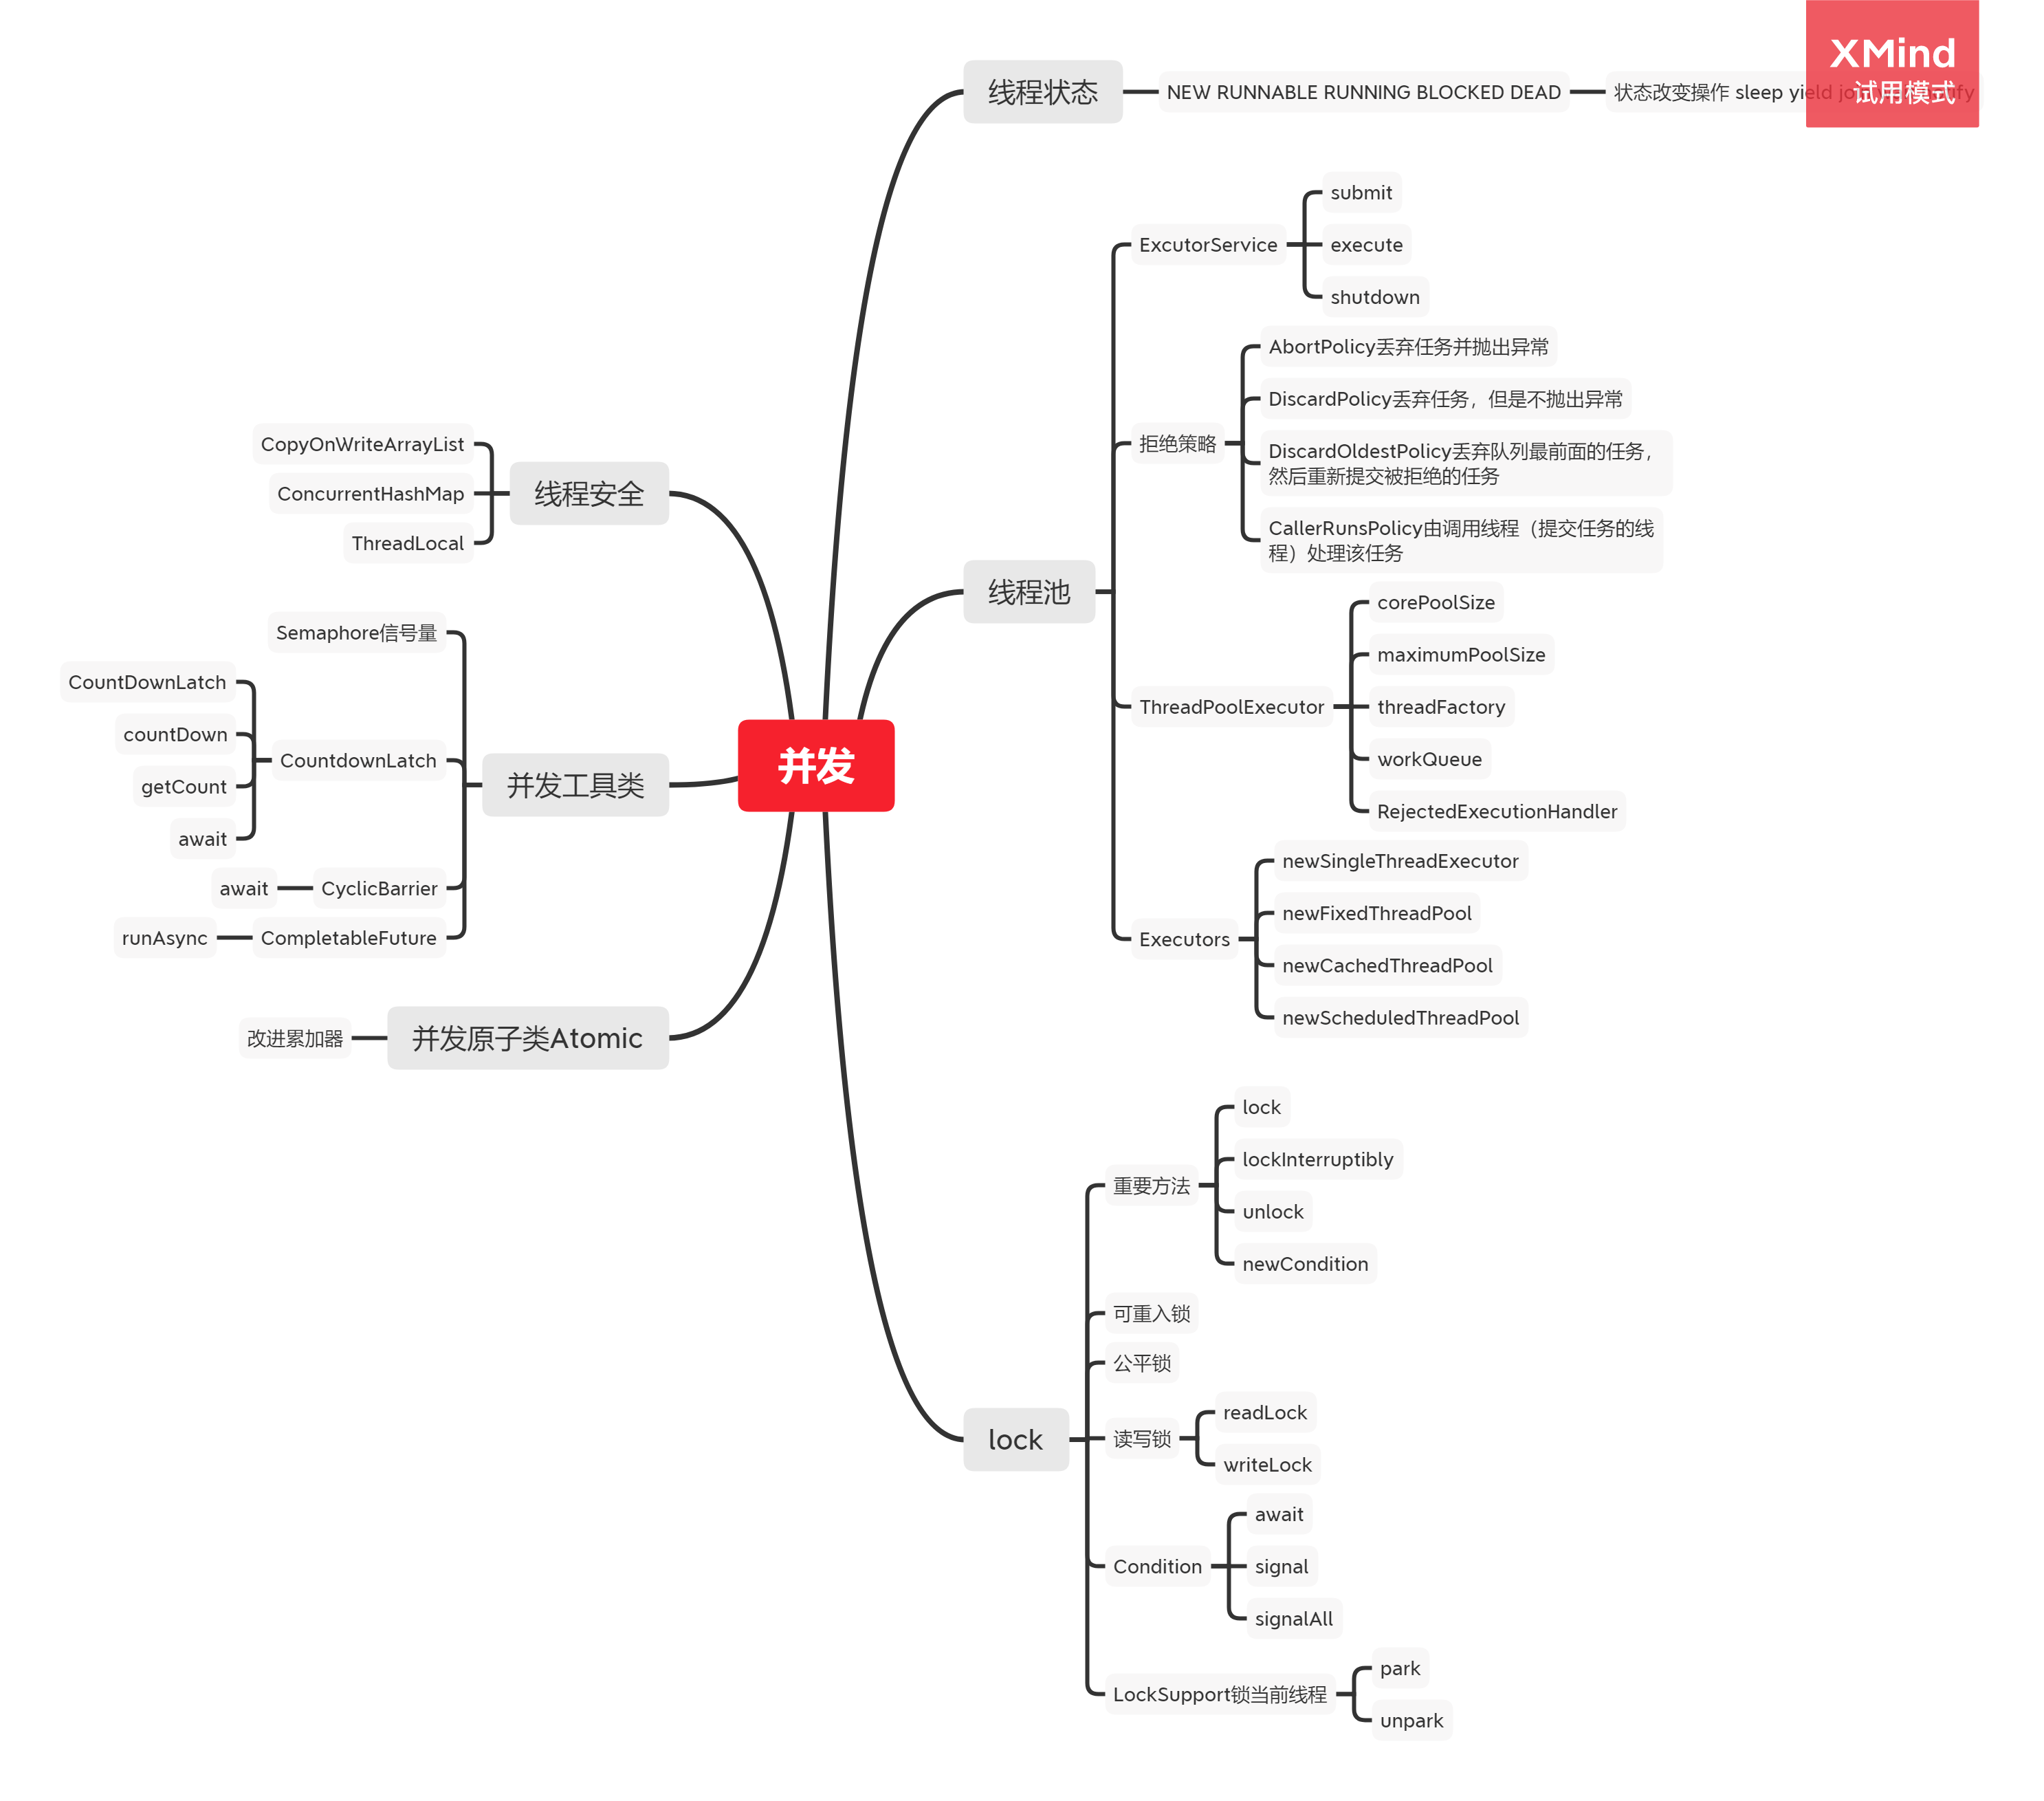 XMind
试用模式
线程状态
NEW RUNNABLE RUNNING BLOCKED DEAD
状态改变操作 sleep yield
线程池
ExcutorService
submit
execute
shutdown
拒绝策略
AbortPolicy丢弃任务并抛出异常
DiscardPolicy丢弃任务，但是不抛出异常
DiscardOldestPolicy丢弃队列最前面的任务，
然后重新提交被拒绝的任务
CallerRunsPolicy由调用线程（提交任务的线
程）处理该任务
ThreadPoolExecutor
corePoolSize
maximumPoolSize
threadFactory
workQueue
RejectedExecutionHandler
Executors
newSingleThreadExecutor
newFixedThreadPool
newCachedThreadPool
newScheduledThreadPool
lock
重要方法
lock
lockInterruptibly
unlock
newCondition
可重入锁
公平锁
读写锁
readLock
writeLock
Condition
await
signal
signalAll
LockSupport锁当前线程
park
unpark
并发
线程安全
CopyOnWriteArrayList
ConcurrentHashMap
ThreadLocal
并发工具类
Semaphore信号量
CountdownLatch
CountDownLatch
countDown
getCount
await
CyclicBarrier
await
CompletableFuture
runAsync
并发原子类Atomic
改进累加器